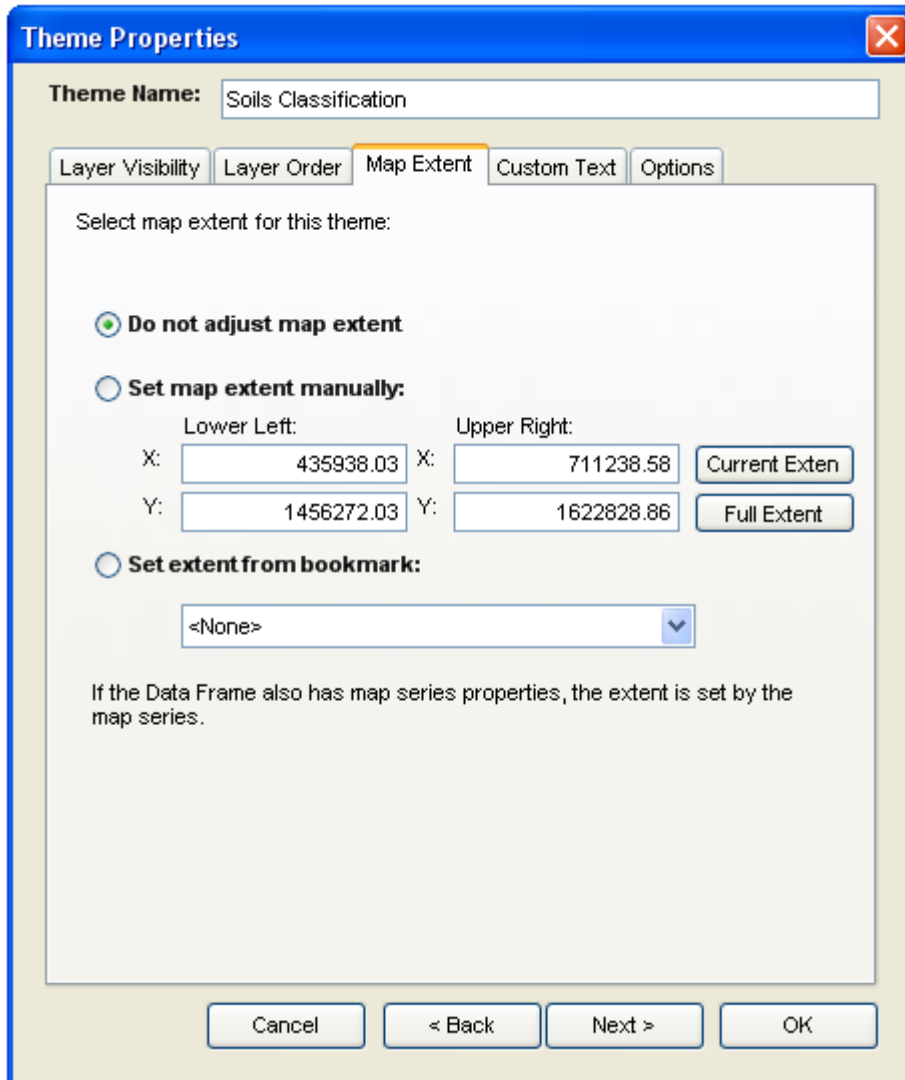 Theme Properties
Theme Name: Soils Classification
Layer Visibility Layer Order Map Extent Custom Text Options
Select map extent for this theme:
Do not adjust map extent
Set map extent manually:
Lower Left: Upper Right:
X: 435938.03 X: 711238.58 Current Exten
Y: 1456272.03 Y: 1622828.86 Full Extent
Set extent from bookmark:
<None>
If the Data Frame also has map series properties, the extent is set by the
map series.
Cancel < Back Next > OK